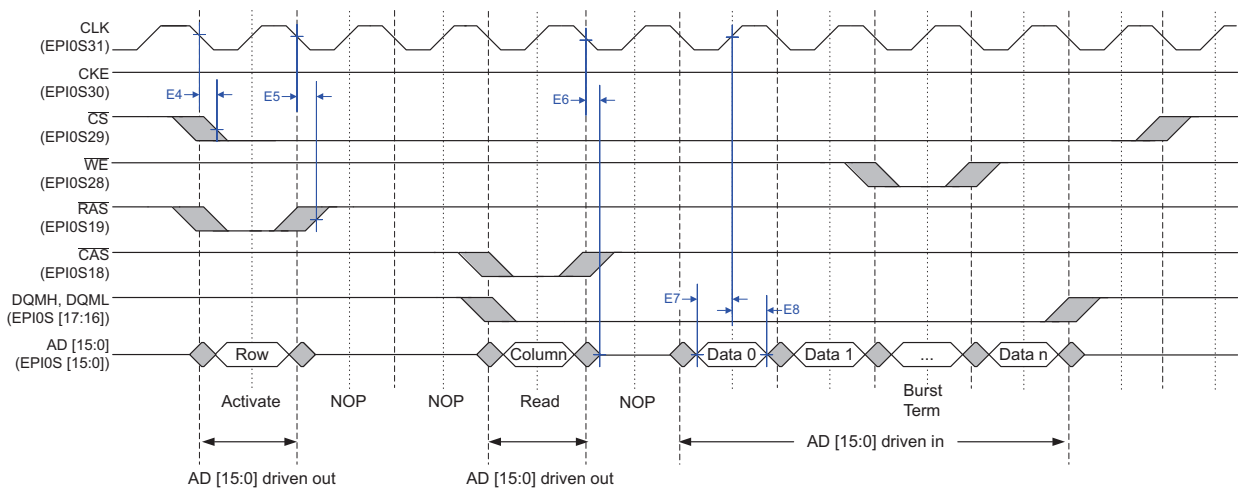 CLK
(EPI0S31)
CKE
(EPI0S30)
E4
E5
E6
CS
(EPI0S29)
WE
(EPI0S28)
RAS
(EPI0S19)
CAS
(EPI0S18)
DQMH, DQML
(EPI0S [17:16])
E7
E8
AD [15:0]
(EPI0S [15:0])
Row
Column
Data 0
Data 1
...
Data n
Activate
NOP
NOP
Read
NOP
Burst
Term
AD [15:0] driven in
AD [15:0] driven out
AD [15:0] driven out